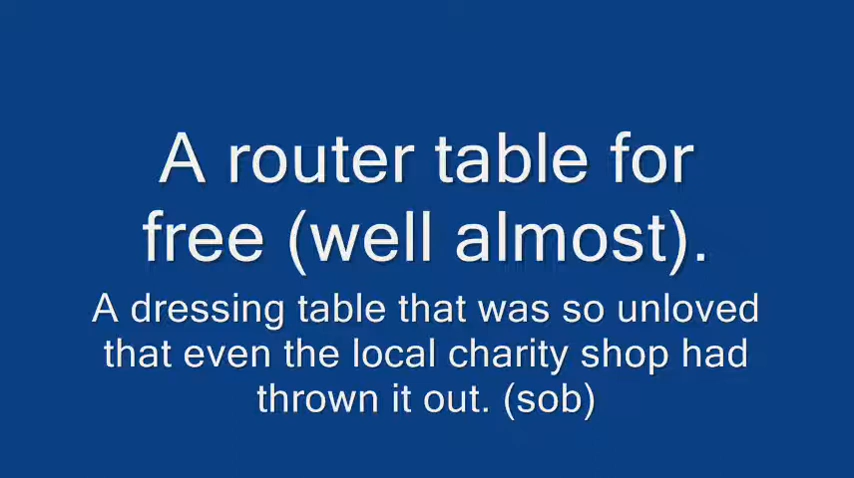 A router table for
free (well almost).
A dressing table that was so unloved
that even the local charity shop had
thrown it out. (sob)